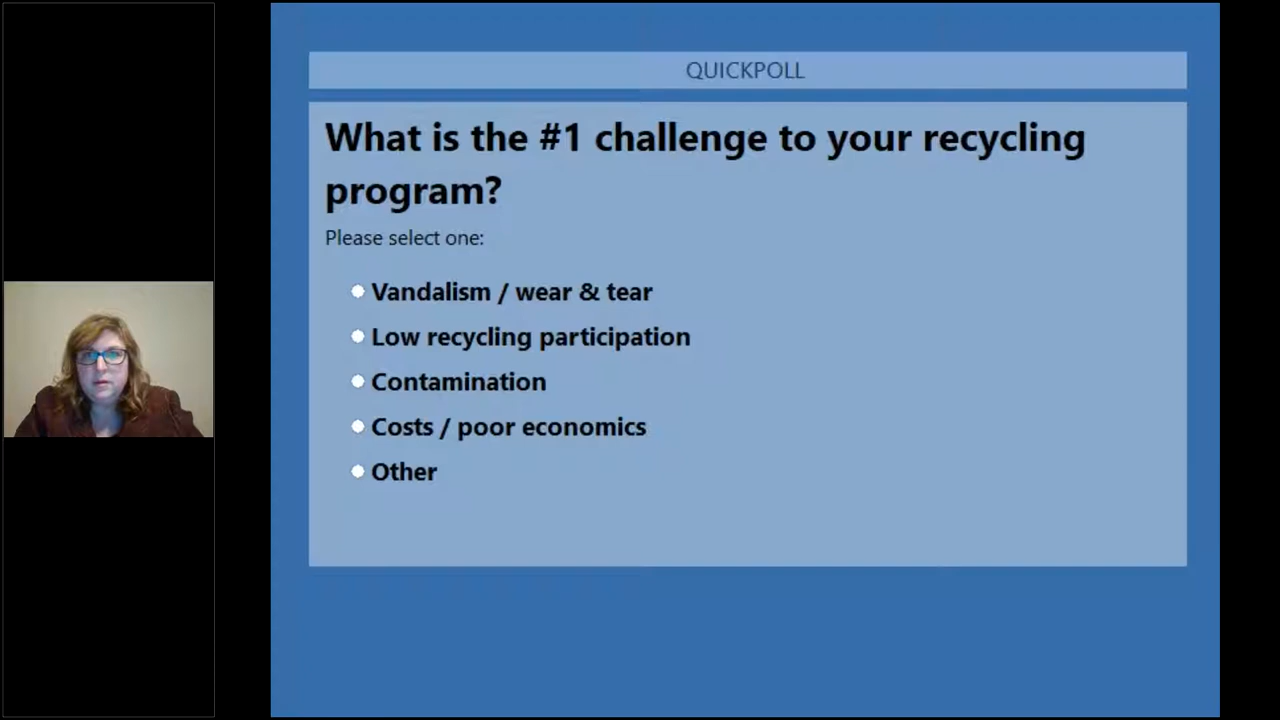 QUICKPOLL
What is the #1 challenge to your recycling
program?
Please select one:
Vandalism / wear & tear
Low recycling participation
Contamination
Costs / poor economics
Other